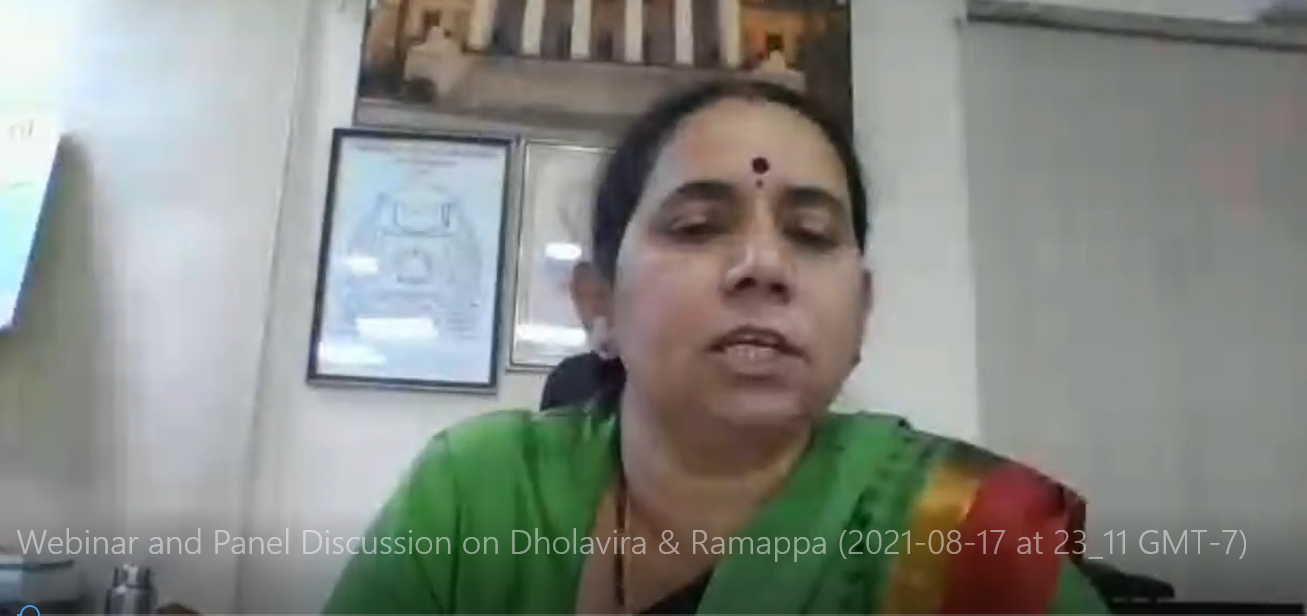 Webinar and Panel Discussion on Dholavira & Ramappa (2021-08-17 at 23_11 GMT-7)